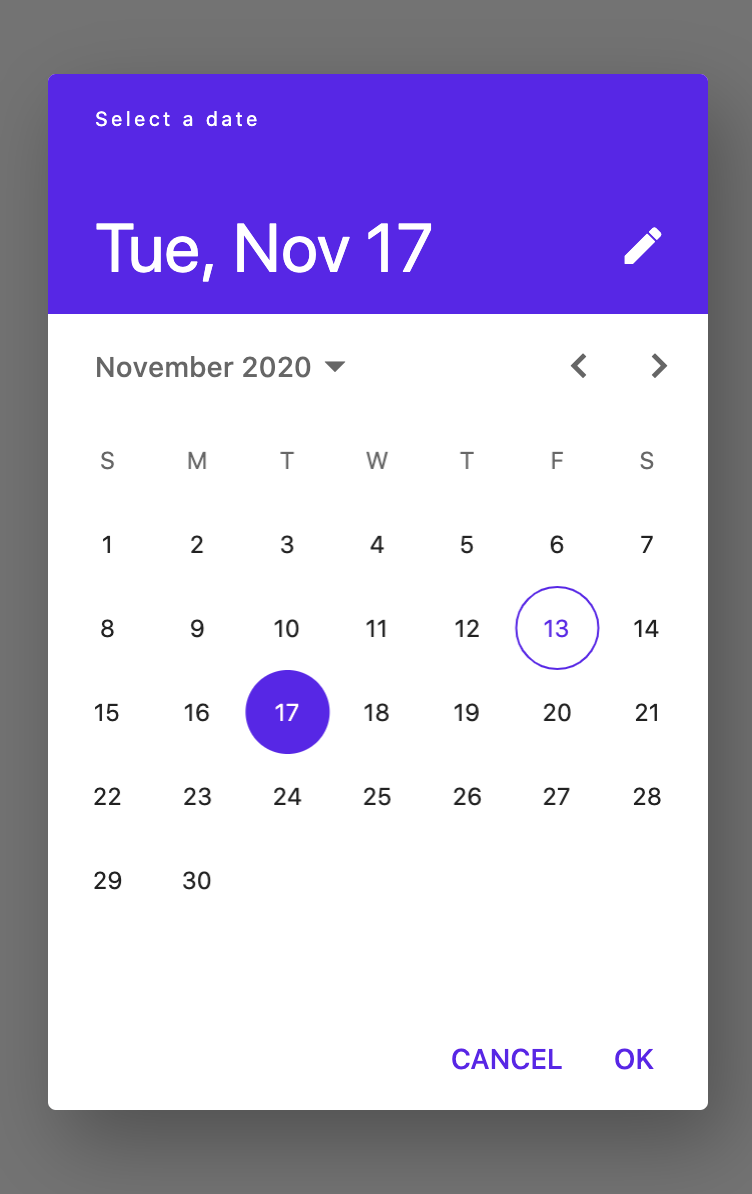 Select a date
Tue, Nov 17
November 2020
S M T W T F S
1 2 3 4 5 6 7
8 9 10 11 12 13 14
15 16 17 18 19 20 21
22 23 24 25 26 27 28
29 30
CANCEL OK